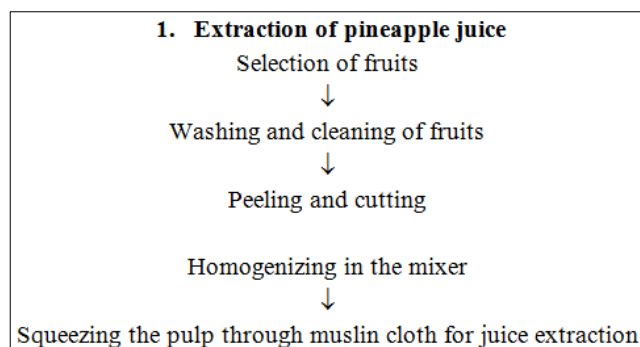 1. Extraction of pineapple juice
Selection of fruits
↓
Washing and cleaning of fruits
↓
Peeling and cutting
Homogenizing in the mixer
↓
Squeezing the pulp through muslin cloth for juice extraction